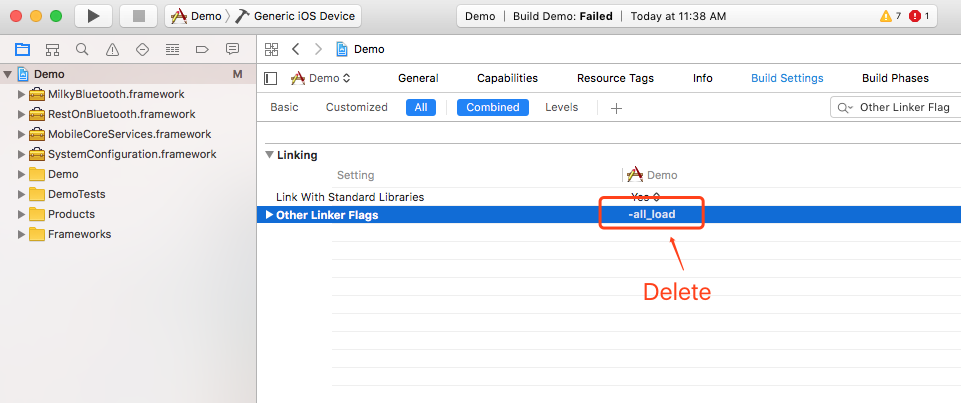 Demo Generic iOS Device Demo | Build Demo: Failed | Today at 11:38 AM 7 1
Demo
Demo M
MilkyBluetooth.framework
RestOnBluetooth.framework
MobileCoreServices.framework
SystemConfiguration.framework
Demo
DemoTests
Products
Frameworks
Demo General Capabilities Resource Tags Info Build Settings Build Phases
Basic Customized All Combined Levels + Other Linker Flag
Linking
Setting Demo
Link With Standard Libraries Yes
Other Linker Flags -all_load
Delete